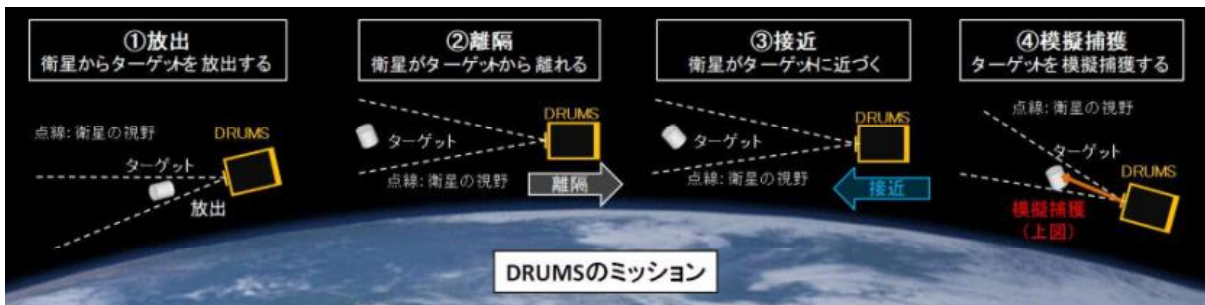 ①放出
衛星からターゲットを放出する
点線：衛星の視野
DRUMS
ターゲット
放出
②離隔
衛星がターゲットから離れる
DRUMS
ターゲット
点線：衛星の視野
離隔
③接近
衛星がターゲットに近づく
DRUMS
ターゲット
点線：衛星の視野
接近
④模擬捕獲
ターゲットを模擬捕獲する
点線：衛星の視野
ターゲット
DRUMS
模擬捕獲
（上図）
DRUMSのミッション